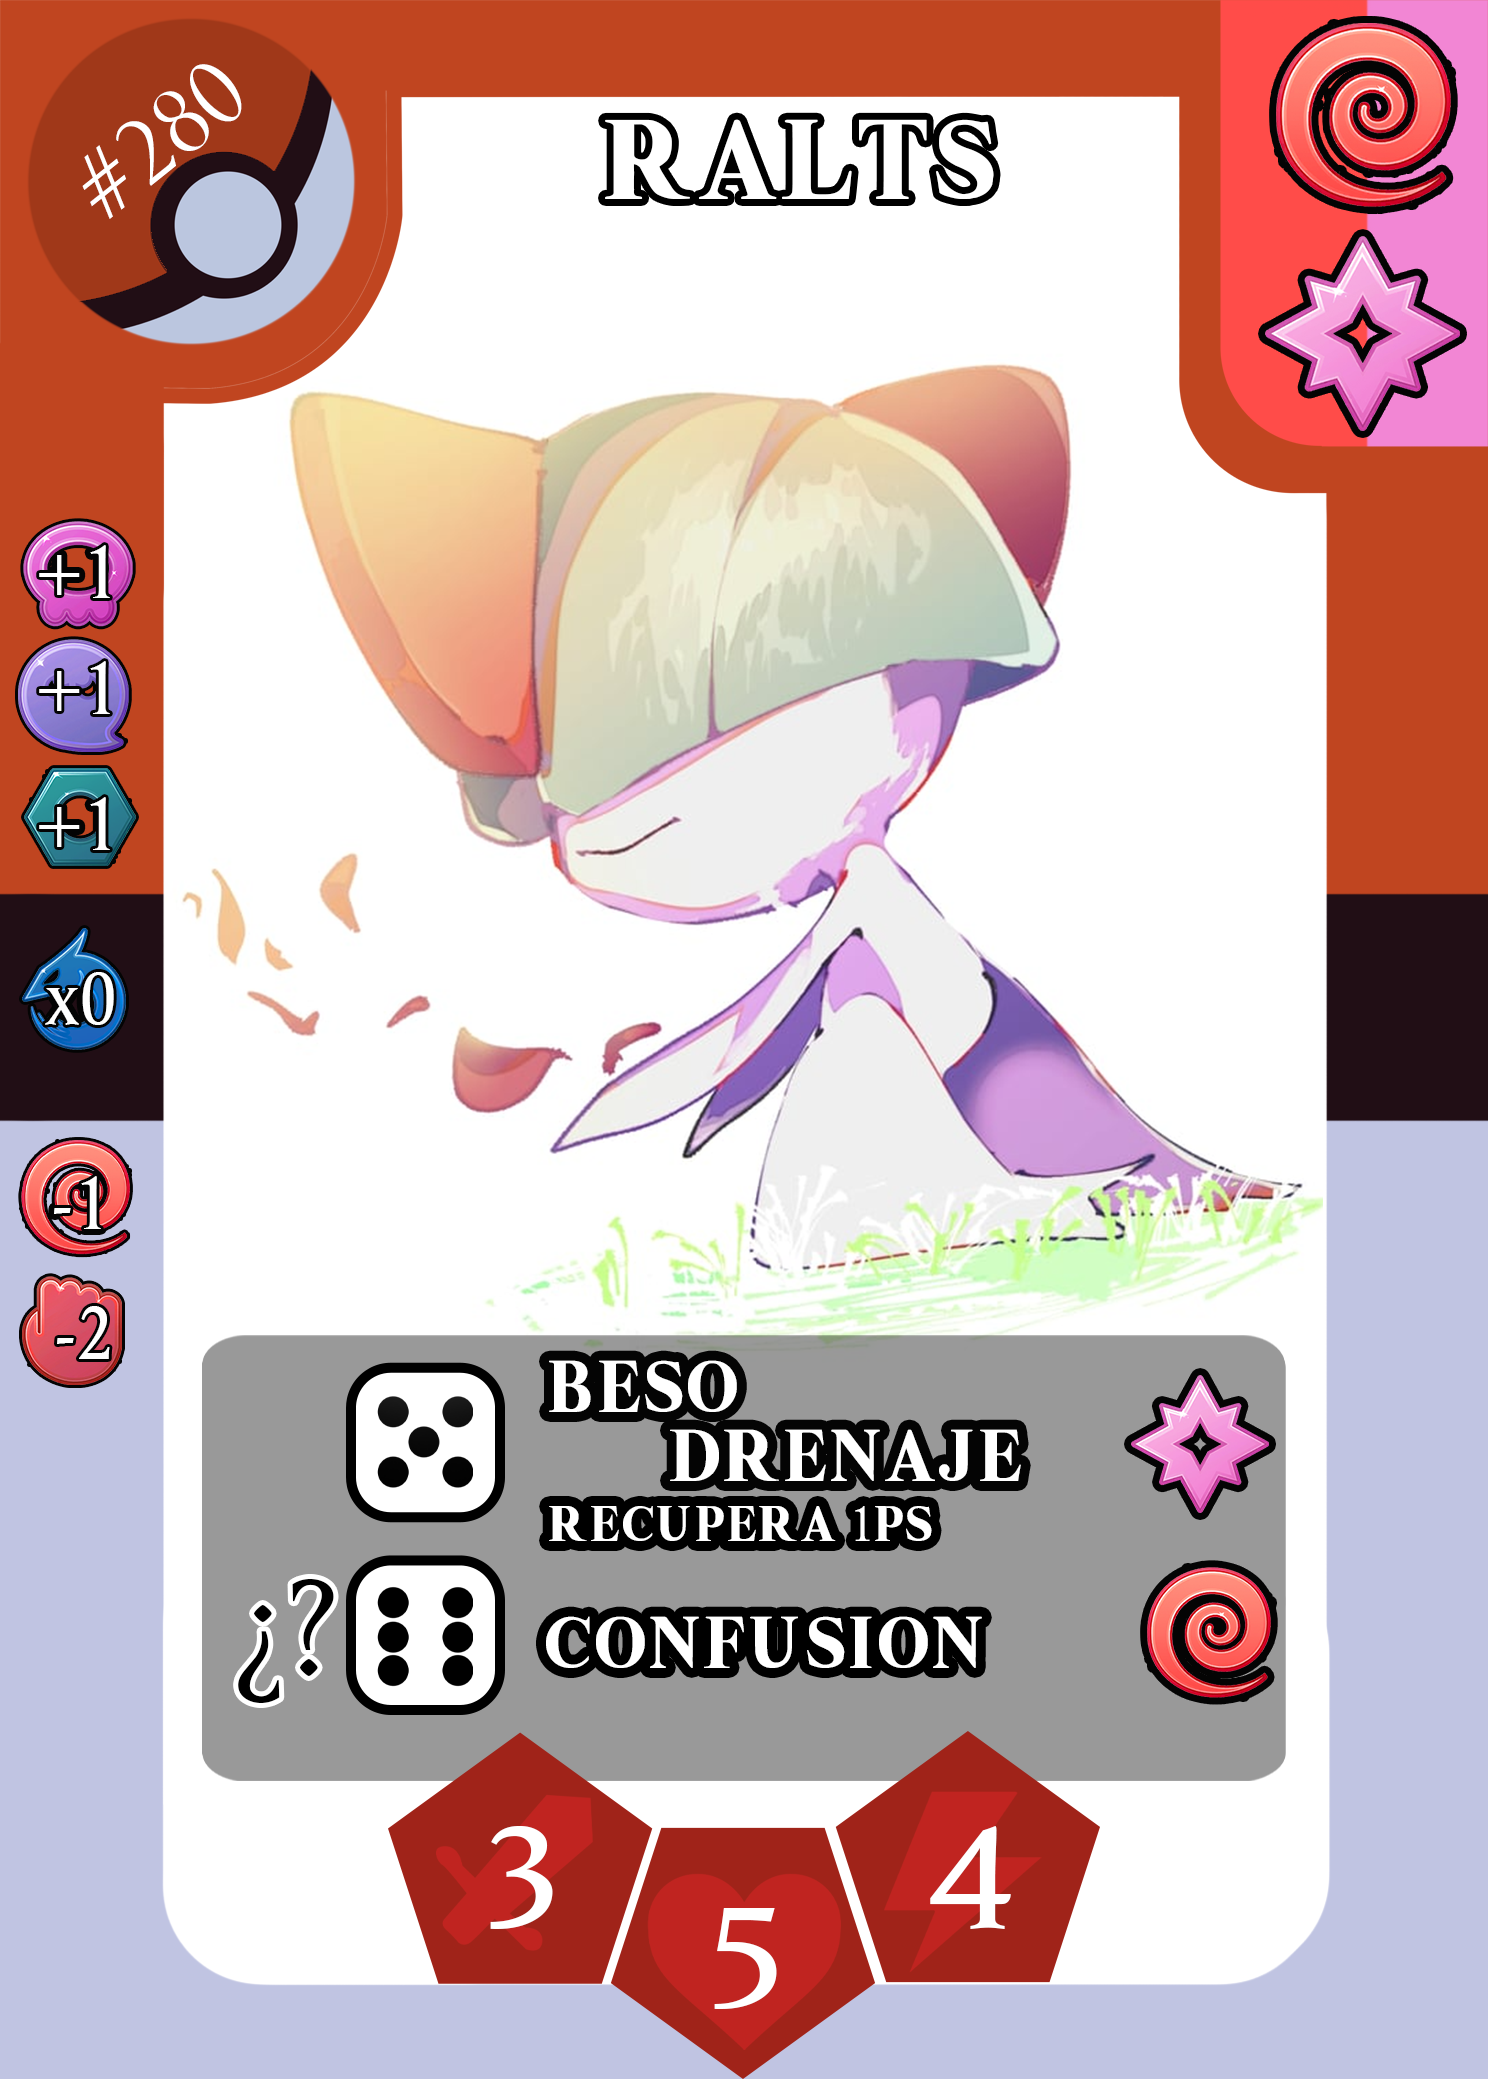 #280
RALTS
+1
+1
+1
x0
-1
-2
BESO
DRENAJE
RECUPERA 1PS
¿?
CONFUSION
3
5
4